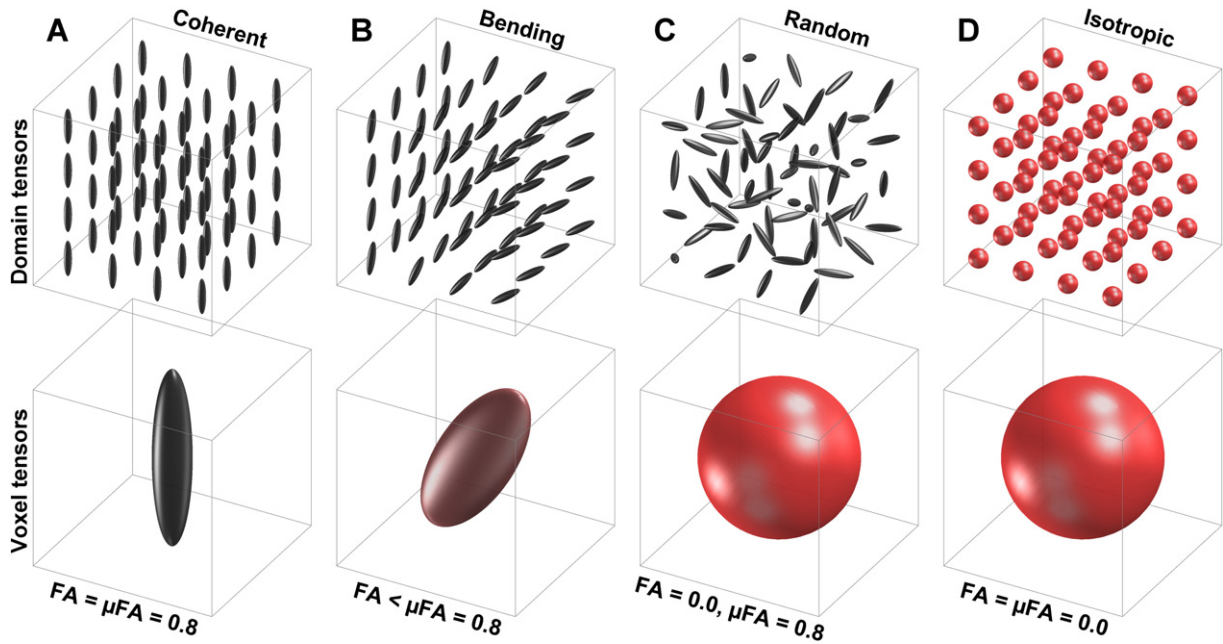 A
Coherent
B
Bending
C
Random
D
Isotropic
Domain tensors
Voxel tensors
FA = µFA = 0.8
FA < µFA = 0.8
FA = 0.0, µFA = 0.8
FA = µFA = 0.0